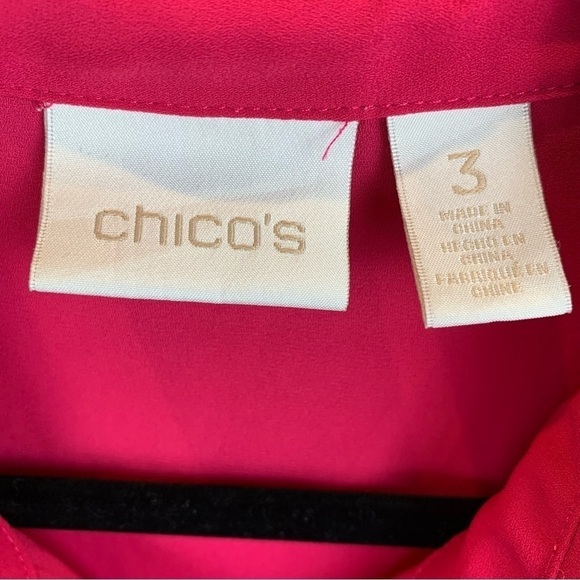 chico's
3
MADE IN
CHINA
HECHO EN
CHINA
FABRIQUÉ EN
CHINE